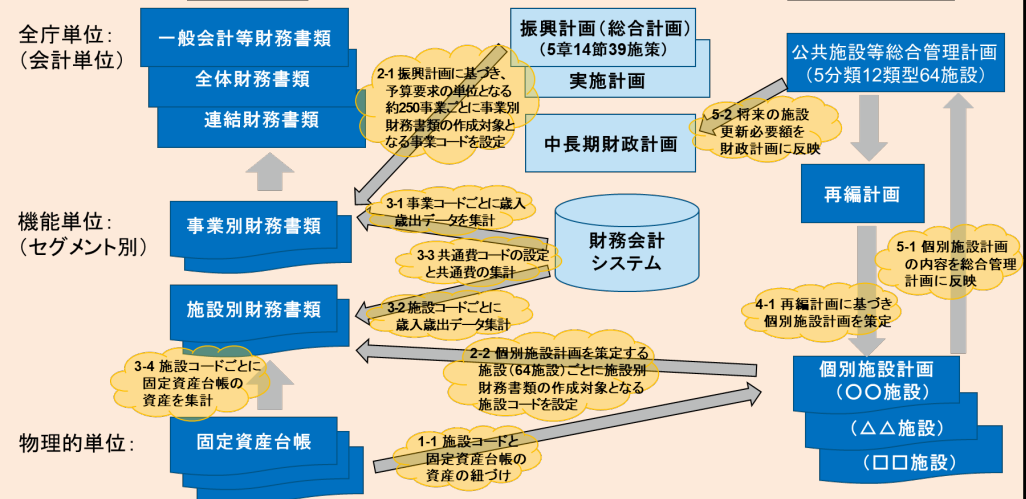 全庁単位：
（会計単位）
一般会計等財務書類
全体財務書類
連結財務書類
2-1 振興計画に基づき、
予算要求の単位となる
約250事業ごとに事業別
財務書類の作成対象と
なる事業コードを設定
振興計画（総合計画）
（5章14節39施策）
実施計画
中長期財政計画
5-2 将来の施設
更新必要額を
財政計画に反映
公共施設等総合管理計画
（5分類12類型64施設）
再編計画
機能単位：
（セグメント別）
事業別財務書類
施設別財務書類
3-1 事業コードごとに歳入
歳出データを集計
3-3 共通費コードの設定
と共通費の集計
3-2 施設コードごとに
歳入歳出データ集計
財務会計
システム
5-1 個別施設計画
の内容を総合管理
計画に反映
4-1 再編計画に基づき
個別施設計画を策定
3-4 施設コードごとに
固定資産台帳の
資産を集計
2-2 個別施設計画を策定する
施設（64施設）ごとに施設別
財務書類の作成対象となる
施設コードを設定
個別施設計画
（〇〇施設）
（△△施設）
（□□施設）
物理的単位：
固定資産台帳
1-1 施設コードと
固定資産台帳の
資産の紐づけ